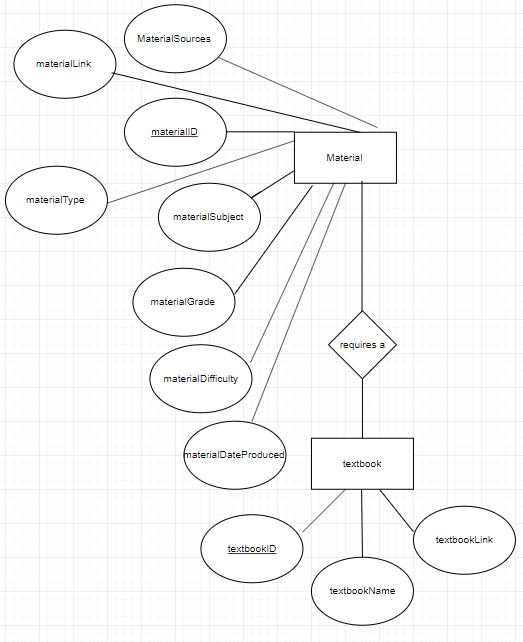 MaterialSources
materialLink
materialID
Material
materialType
materialSubject
materialGrade
requires a
materialDifficulty
materialDateProduced
textbook
textbookLink
textbookID
textbookName